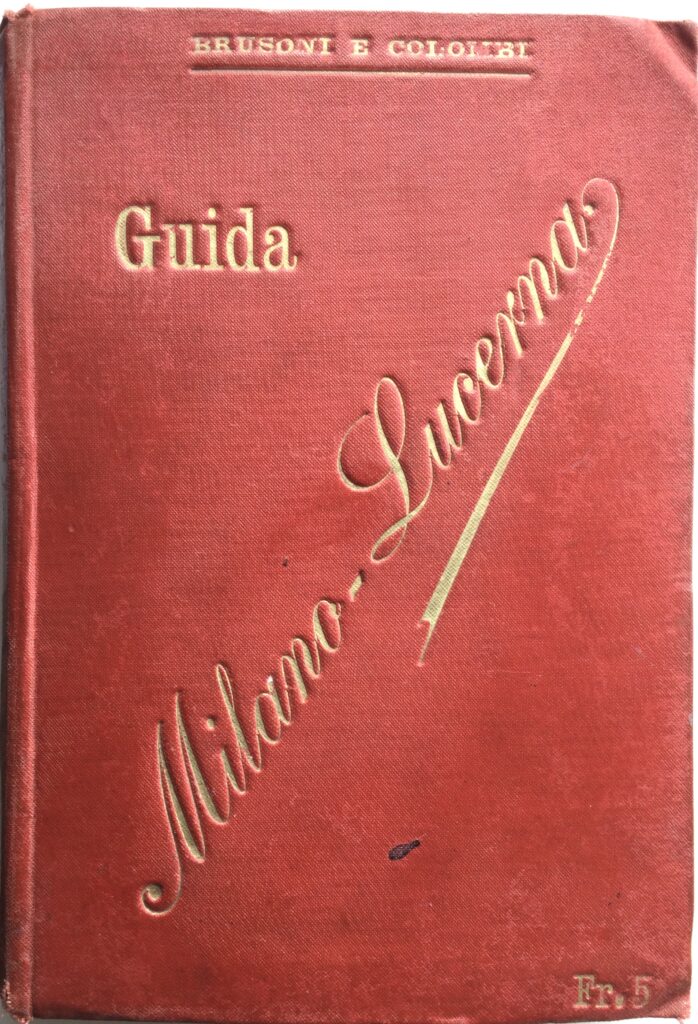 BRUSONI E COLOMBI
Guida
Milano-Lucerna
Fr. 5